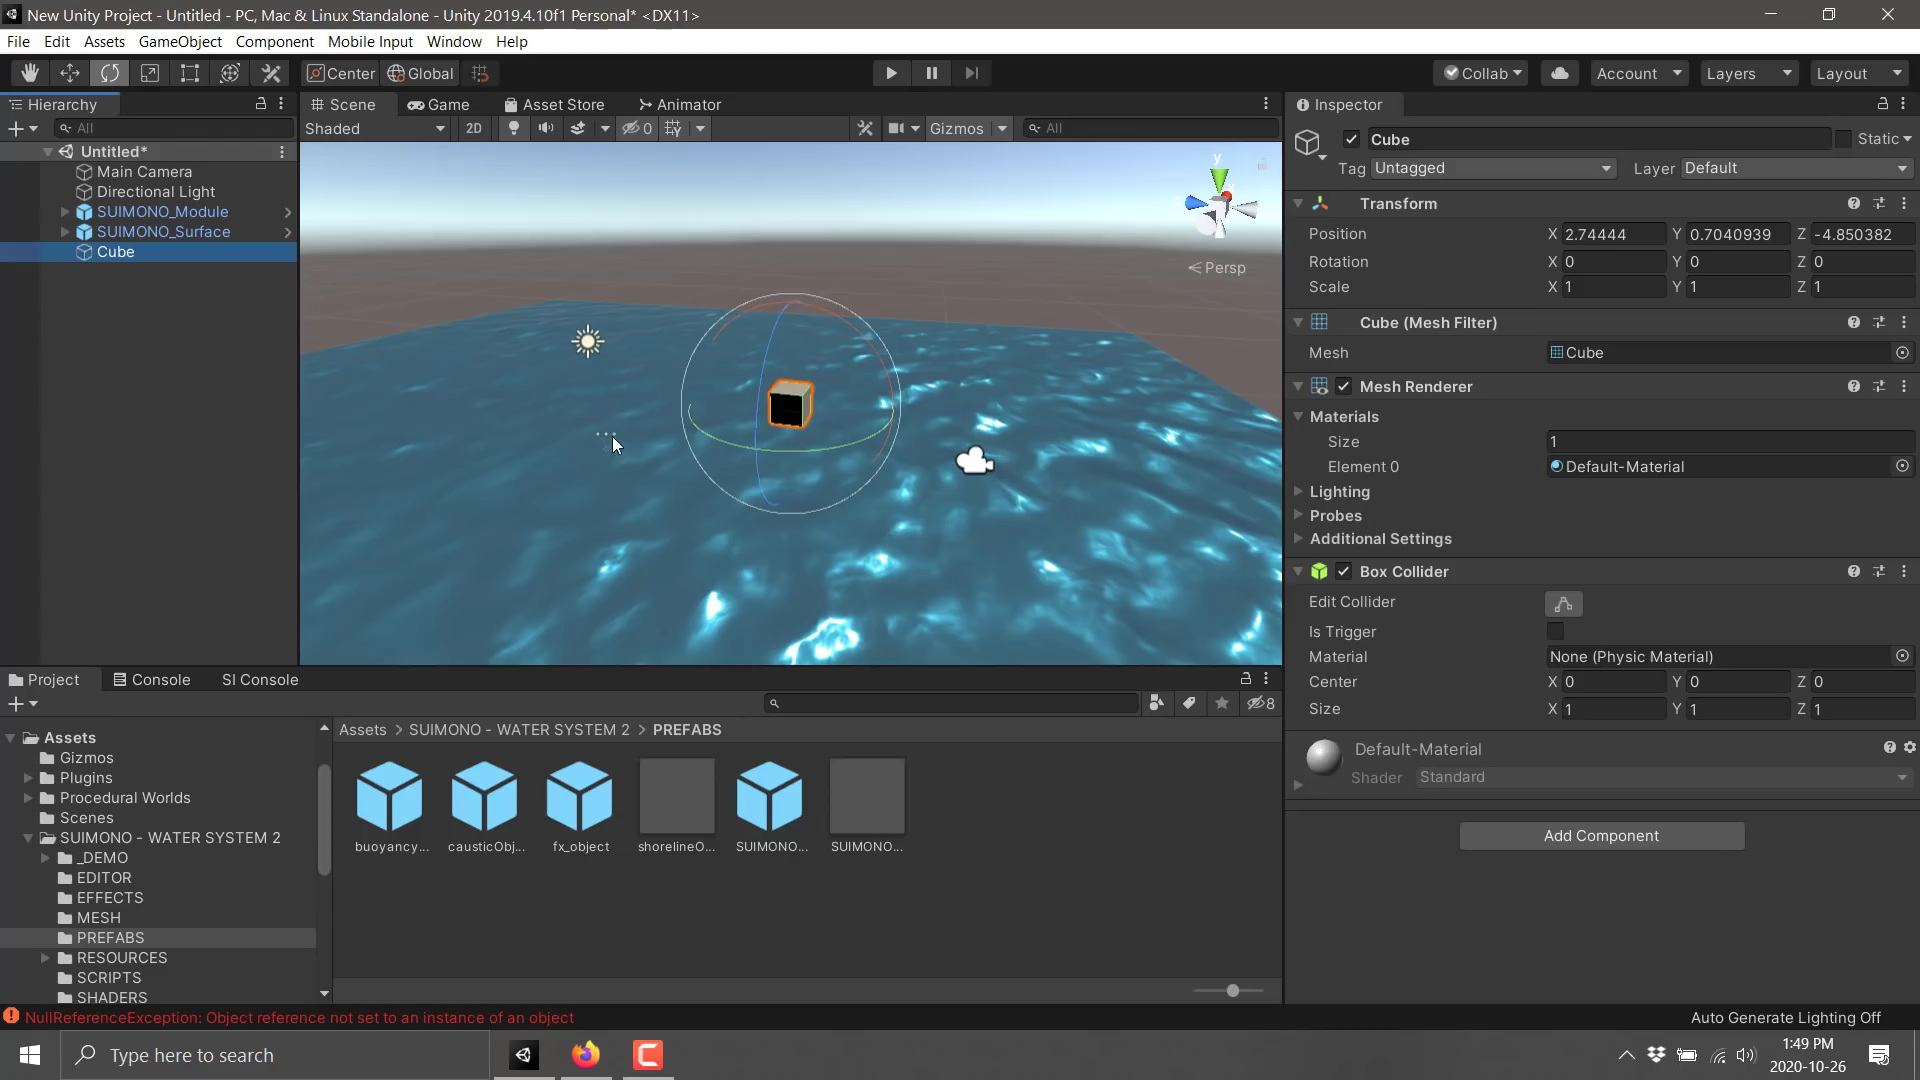 New Unity Project - Untitled - PC, Mac & Linux Standalone - Unity 2019.4.10f1 Personal* <DX11>
File Edit Assets GameObject Component Mobile Input Window Help
Center Global Collab Account Layers Layout
Hierarchy
All
Untitled*
Main Camera
Directional Light
SUIMONO_Module
SUIMONO_Surface
Cube
Scene Game Asset Store Animator
Shaded 2D 0 Gizmos All
y
Persp
Inspector
Cube Static
Tag Untagged Layer Default
Transform
Position X 2.74444 Y 0.7040939 Z -4.850382
Rotation X 0 Y 0 Z 0
Scale X 1 Y 1 Z 1
Cube (Mesh Filter)
Mesh Cube
Mesh Renderer
Materials
Size 1
Element 0 Default-Material
Lighting
Probes
Additional Settings
Box Collider
Edit Collider
Is Trigger
Material None (Physic Material)
Center X 0 Y 0 Z 0
Size X 1 Y 1 Z 1
Default-Material
Shader Standard
Add Component
Project Console SI Console
8
Assets
Gizmos
Plugins
Procedural Worlds
Scenes
SUIMONO - WATER SYSTEM 2
_DEMO
EDITOR
EFFECTS
MESH
PREFABS
RESOURCES
SCRIPTS
SHADERS
Assets > SUIMONO - WATER SYSTEM 2 > PREFABS
buoyancy... causticObj... fx_object shorelineO... SUIMONO... SUIMONO...
NullReferenceException: Object reference not set to an instance of an object
Auto Generate Lighting Off
Type here to search
1:49 PM
2020-10-26